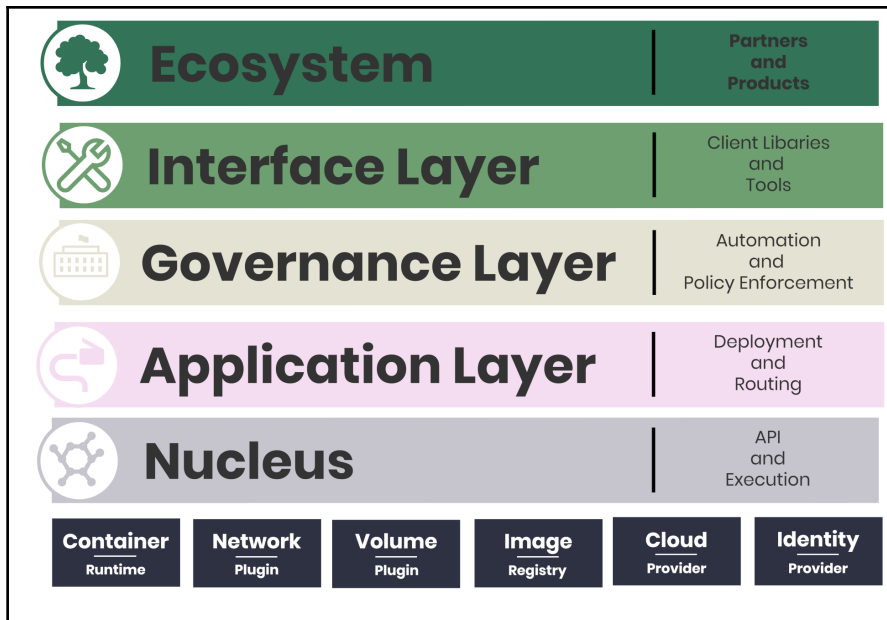 Ecosystem
Partners
and
Products
Interface Layer
Client Libaries
and
Tools
Governance Layer
Automation
and
Policy Enforcement
Application Layer
Deployment
and
Routing
Nucleus
API
and
Execution
Container
Runtime
Network
Plugin
Volume
Plugin
Image
Registry
Cloud
Provider
Identity
Provider